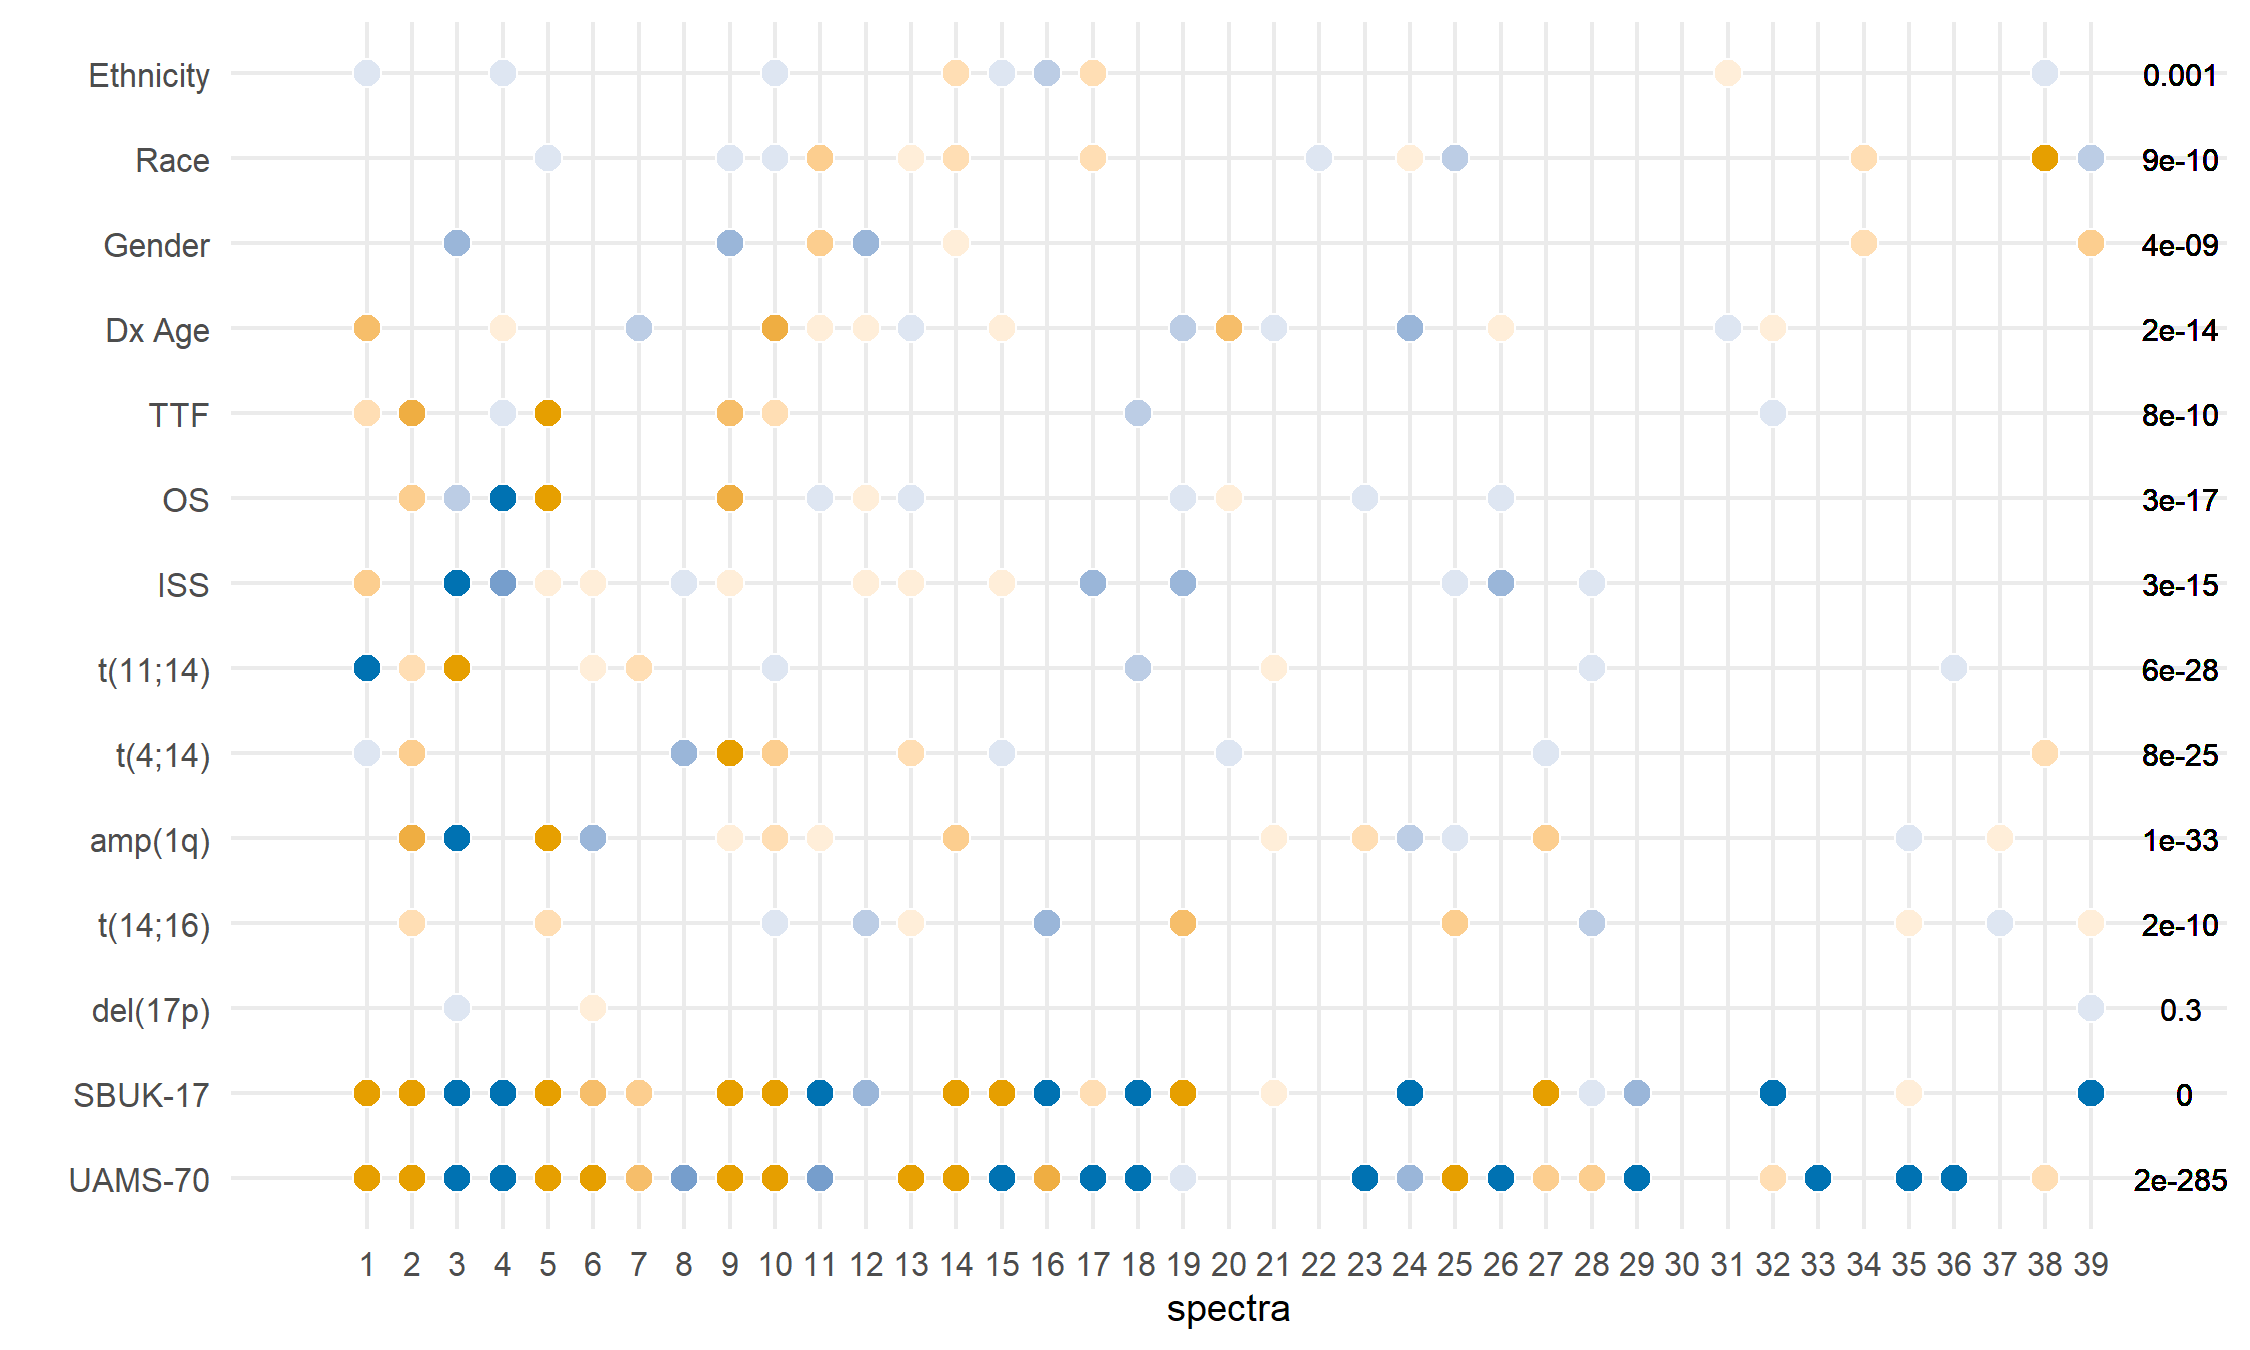 Ethnicity 0.001
Race 9e-10
Gender 4e-09
Dx Age 2e-14
TTF 8e-10
OS 3e-17
ISS 3e-15
t(11;14) 6e-28
t(4;14) 8e-25
amp(1q) 1e-33
t(14;16) 2e-10
del(17p) 0.3
SBUK-17 0
UAMS-70 2e-285
1 2 3 4 5 6 7 8 9 10 11 12 13 14 15 16 17 18 19 20 21 22 23 24 25 26 27 28 29 30 31 32 33 34 35 36 37 38 39
spectra